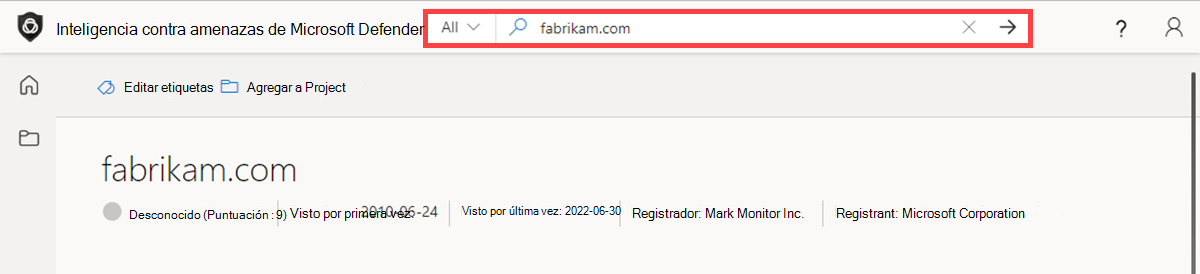 Inteligencia contra amenazas de Microsoft Defender All fabrikam.com ?
Editar etiquetas Agregar a Project
fabrikam.com
Desconocido (Puntuación : 9) Visto por primera vez: 2010-06-24 Visto por última vez: 2022-06-30 Registrador: Mark Monitor Inc. Registrant: Microsoft Corporation